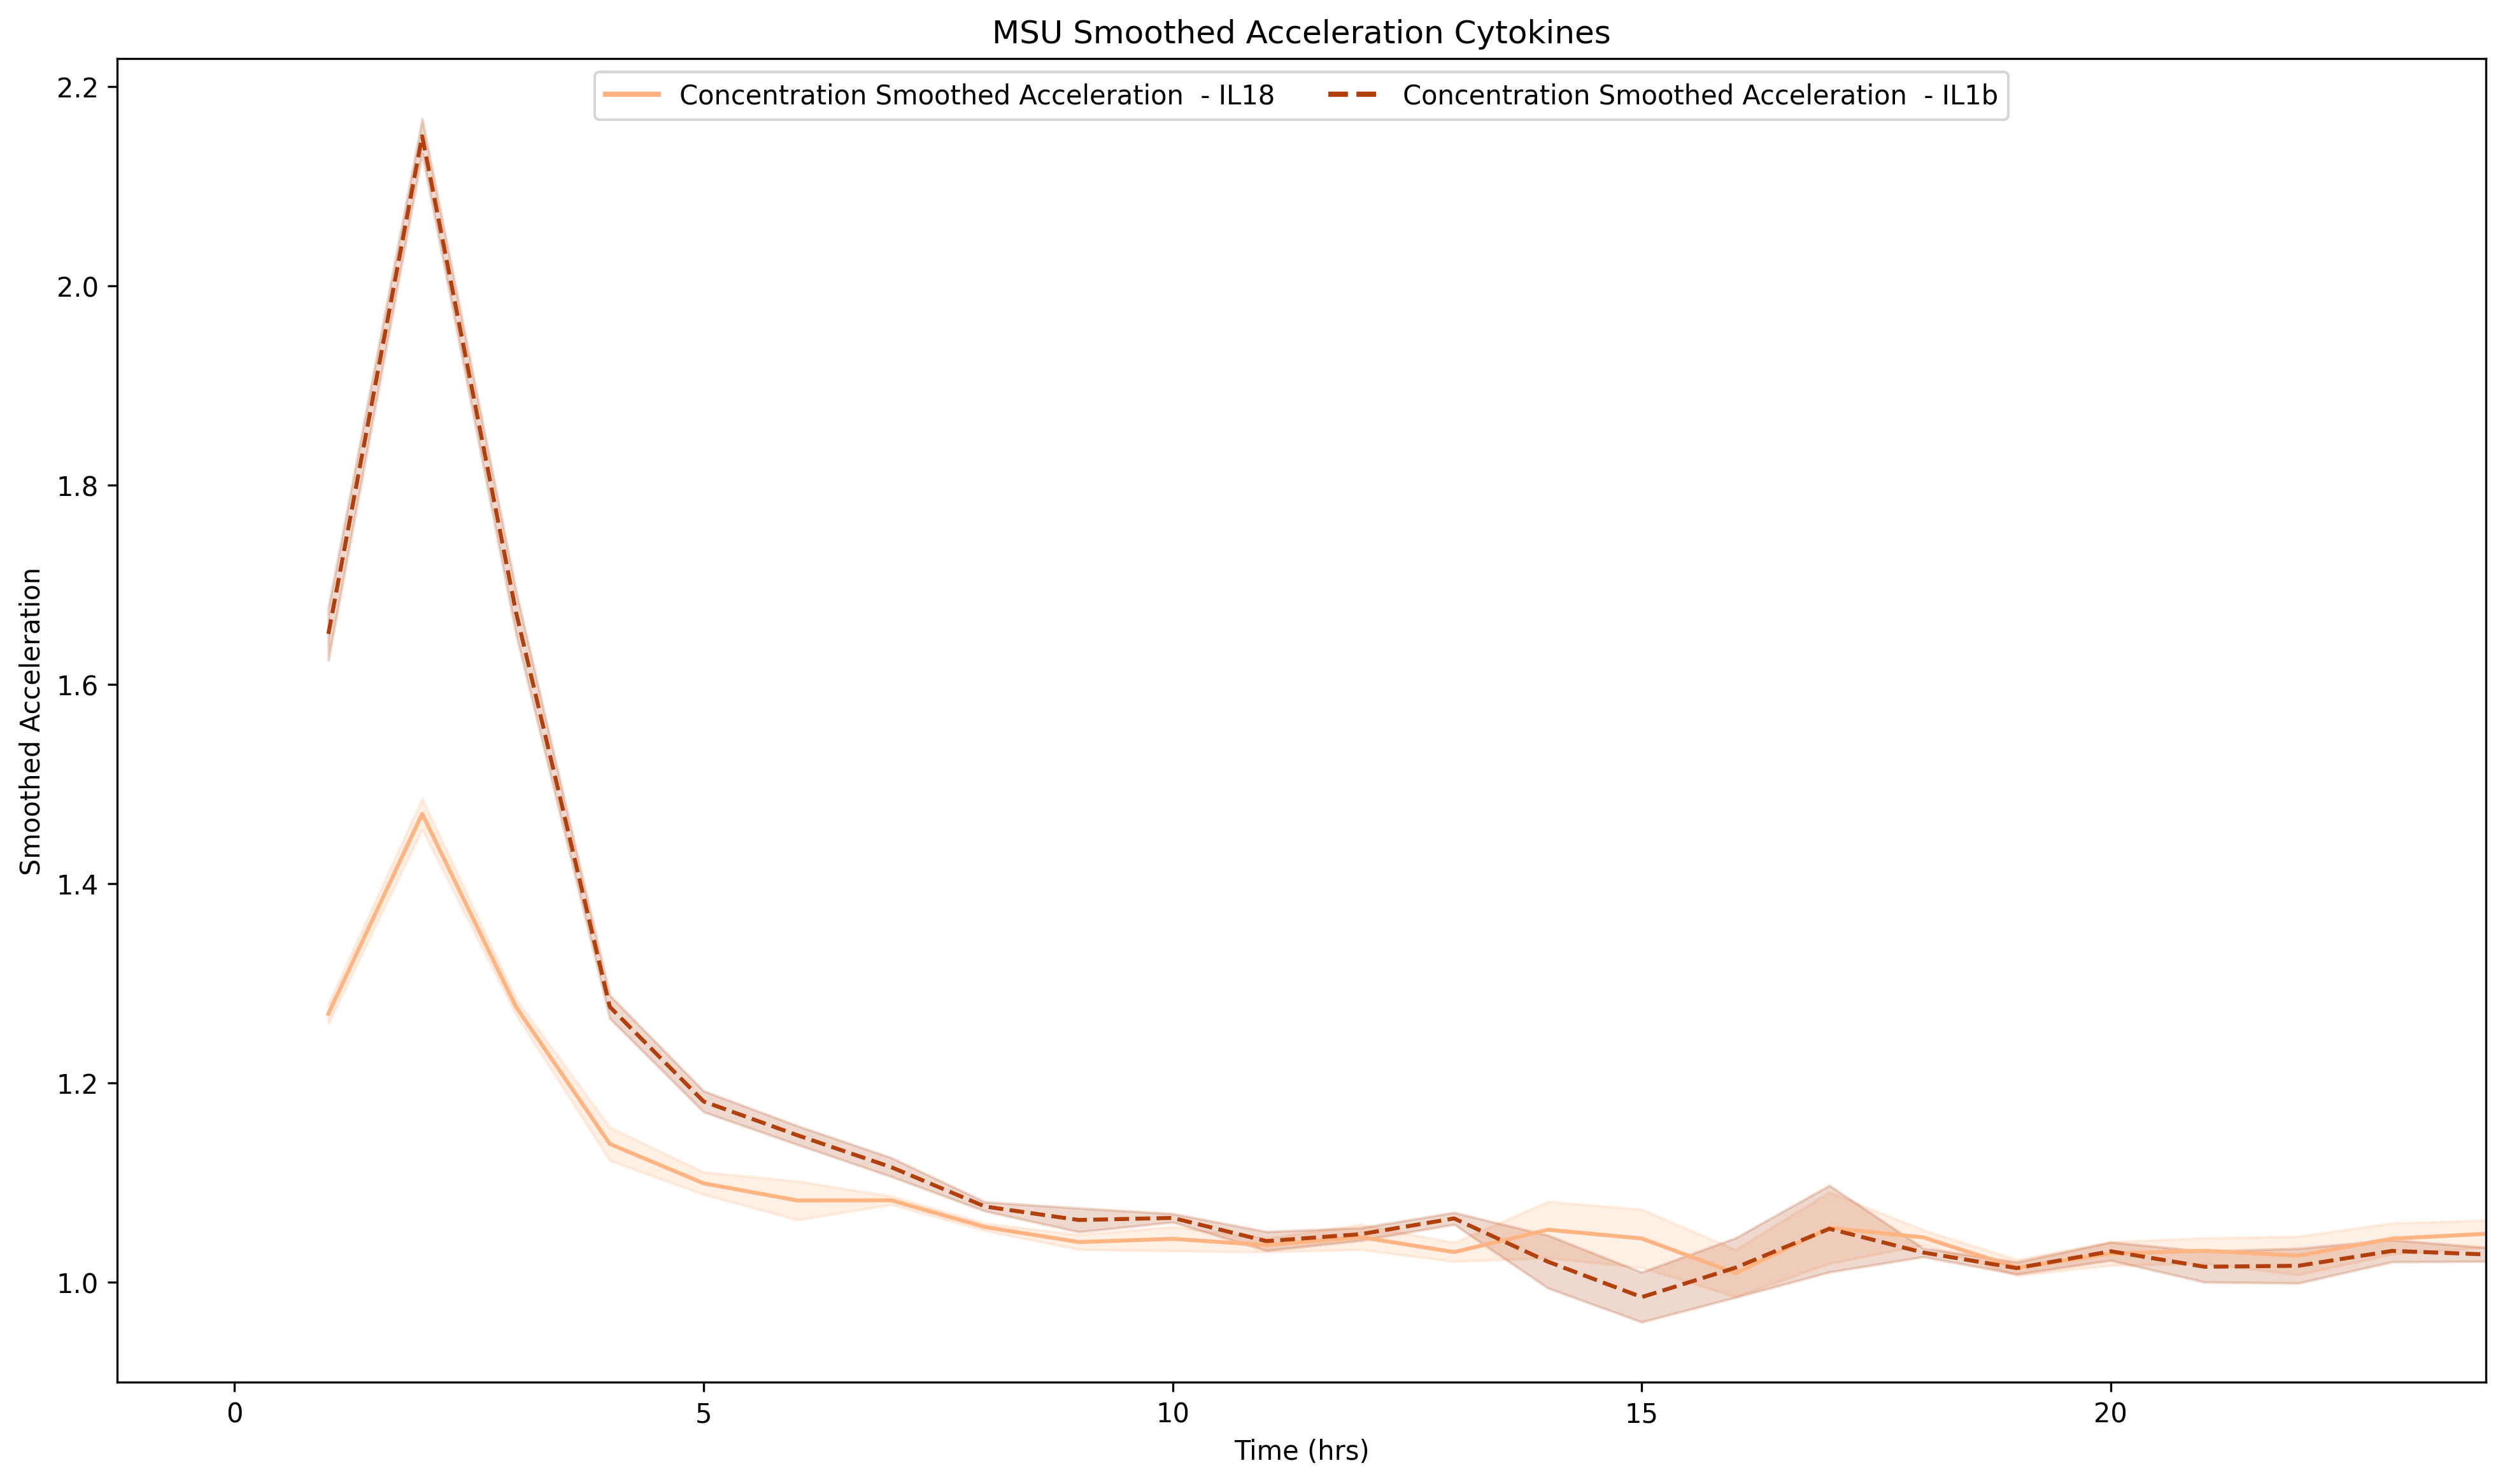 MSU Smoothed Acceleration Cytokines
Concentration Smoothed Acceleration  - IL18
Concentration Smoothed Acceleration  - IL1b
Smoothed Acceleration
2.2
2.0
1.8
1.6
1.4
1.2
1.0
0
5
10
15
20
Time (hrs)